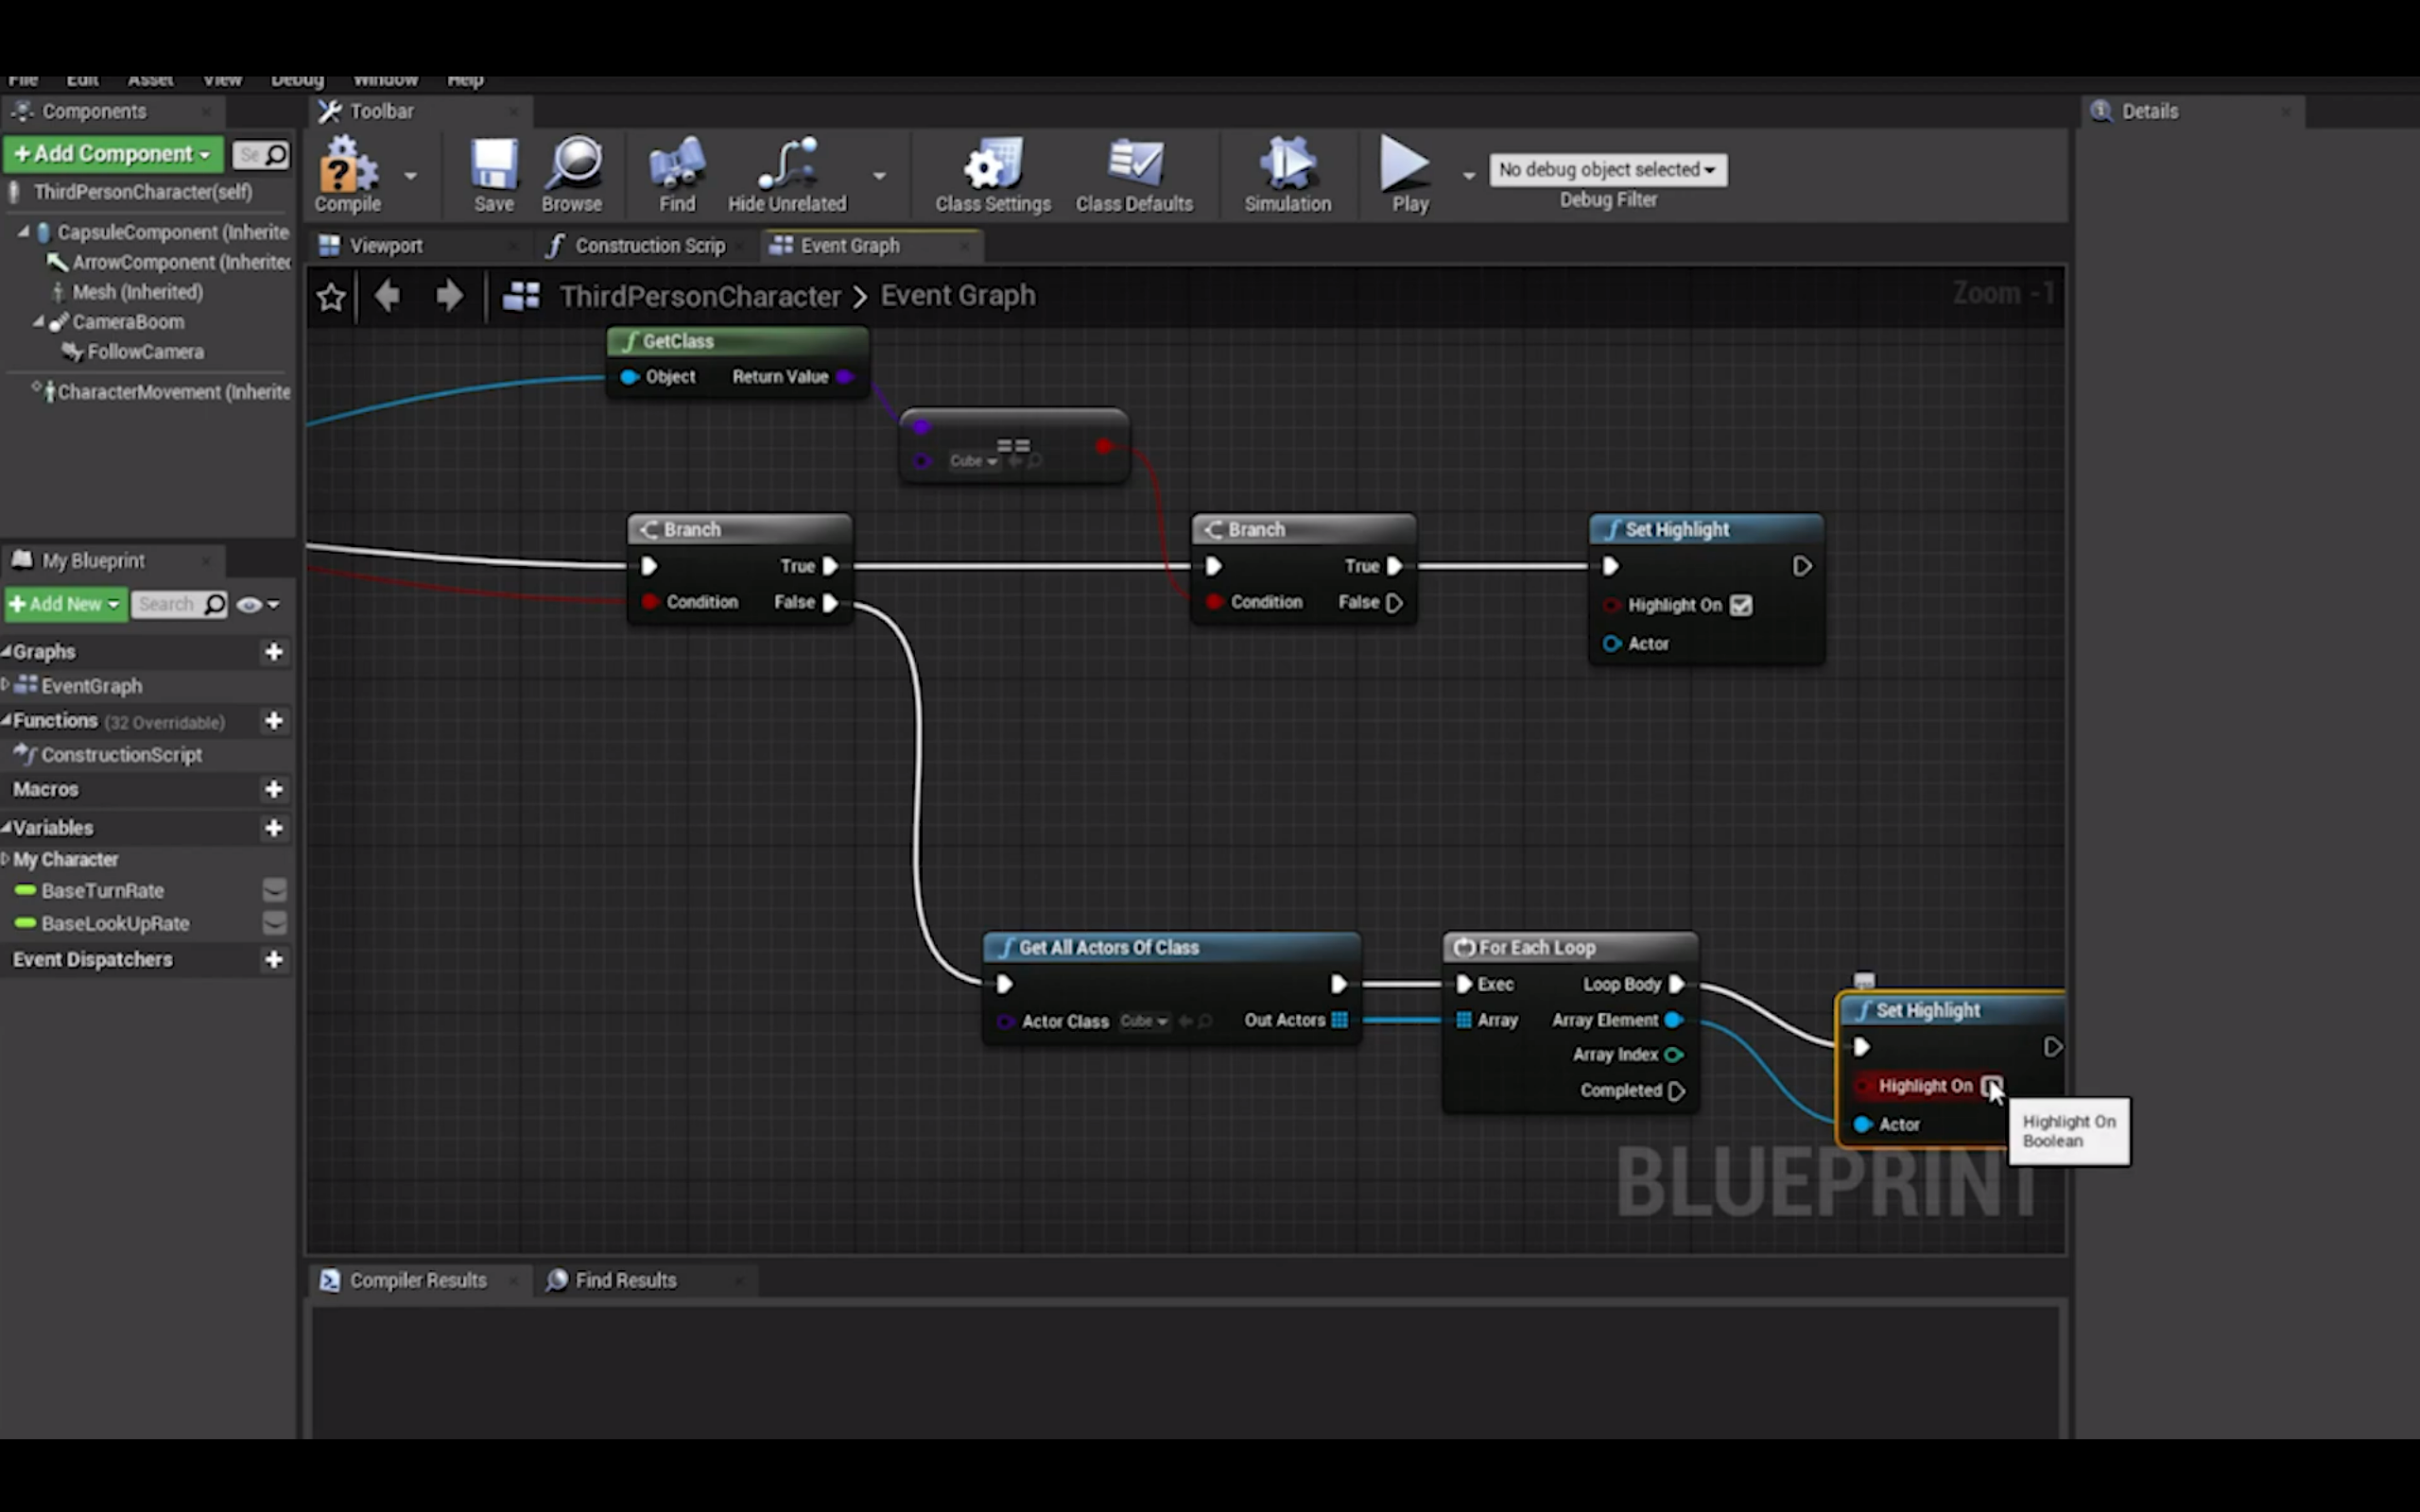 File Edit Asset View Debug Window Help
Components
Toolbar
Details
+Add Component
Se
ThirdPersonCharacter(self)
CapsuleComponent (Inherite
ArrowComponent (Inherited
Mesh (Inherited)
CameraBoom
FollowCamera
CharacterMovement (Inherite
Compile
Save
Browse
Find
Hide Unrelated
Class Settings
Class Defaults
Simulation
Play
No debug object selected
Debug Filter
Viewport
Construction Scrip
Event Graph
ThirdPersonCharacter > Event Graph
Zoom -1
GetClass
Object Return Value
==
Cube
Branch
True
Condition False
Branch
True
Condition False
Set Highlight
Highlight On
Actor
My Blueprint
+Add New
Search
Graphs
EventGraph
Functions (32 Overridable)
ConstructionScript
Macros
Variables
My Character
BaseTurnRate
BaseLookUpRate
Event Dispatchers
Get All Actors Of Class
Actor Class Cube Out Actors
For Each Loop
Exec Loop Body
Array Array Element
Array Index
Completed
Set Highlight
Highlight On
Actor
Highlight On
Boolean
BLUEPRINT
Compiler Results
Find Results